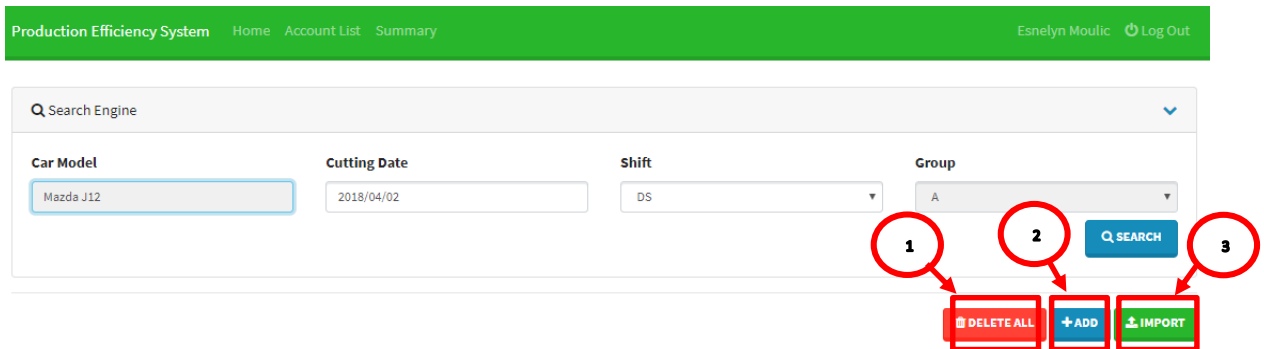 Production Efficiency System Home Account List Summary Esnelyn Moulic Log Out
Search Engine
Car Model Cutting Date Shift Group
Mazda J12 2018/04/02 DS A
SEARCH
1 2 3
DELETE ALL +ADD IMPORT